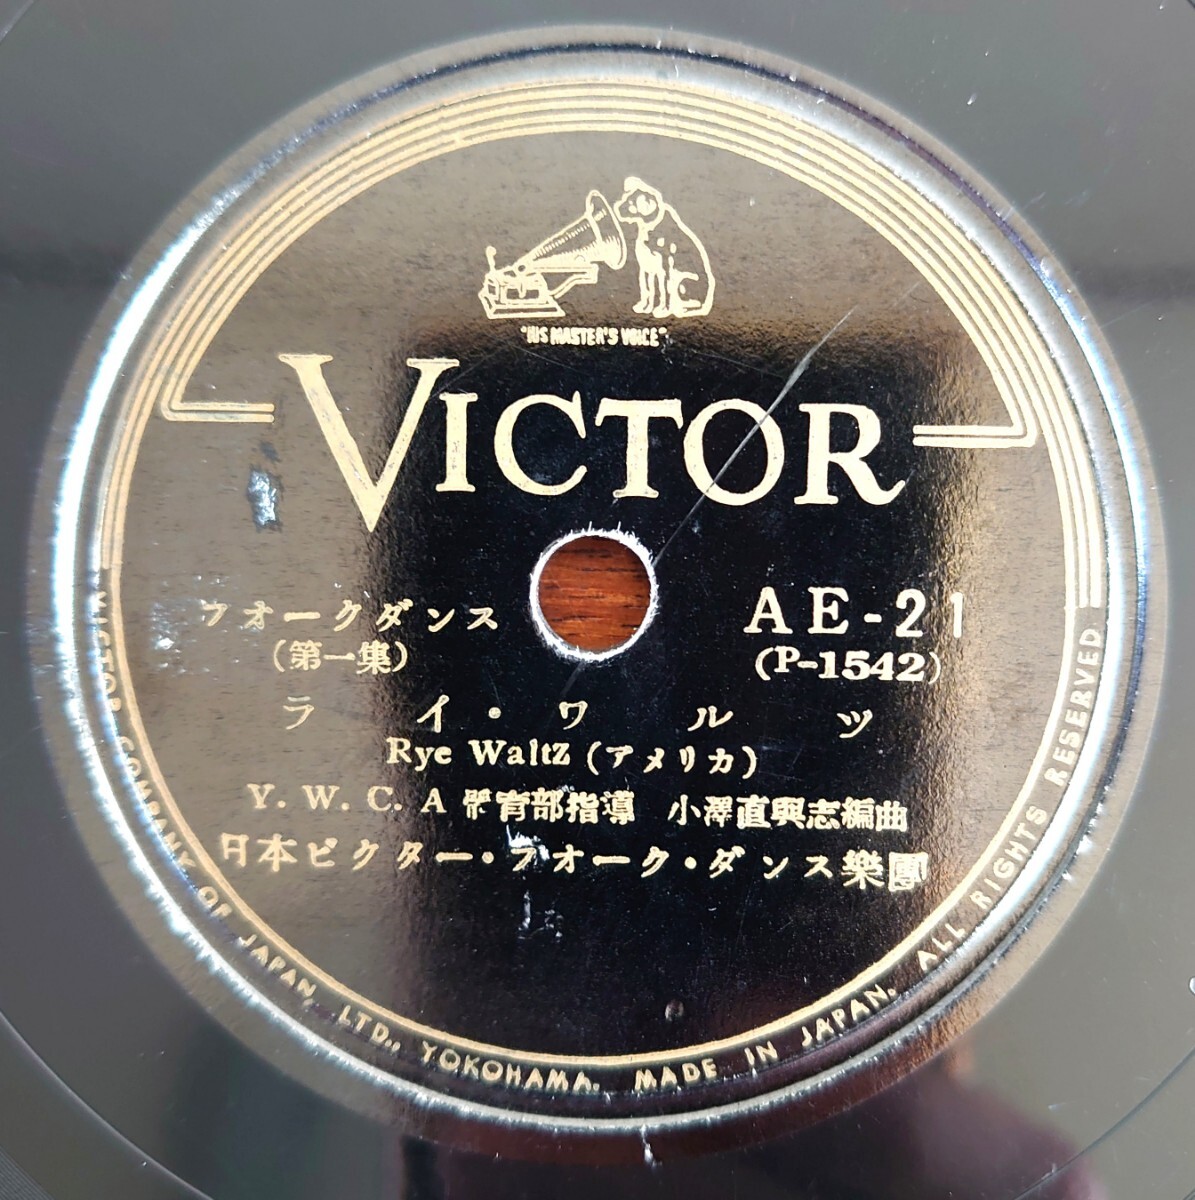 "HIS MASTER'S VOICE"
VICTOR
フオークダンス
(第一集)
AE-21
(P-1542)
ライ・ワルツ
Rye Waltz (アメリカ)
Y. W. C. A 體育部指導 小澤直與志編曲
日本ビクター・フオーク・ダンス樂團
VICTOR COMPANY OF JAPAN, LTD., YOKOHAMA. MADE IN JAPAN. ALL RIGHTS RESERVED